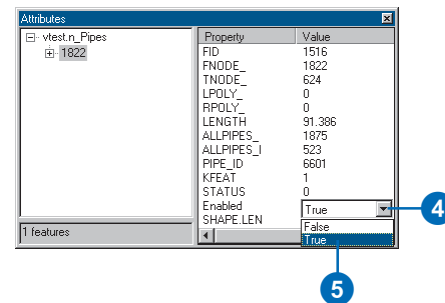 Attributes
vtest.n_Pipes
1822
1 features
Property Value
FID 1516
FNODE_ 1822
TNODE_ 624
LPOLY_ 0
RPOLY_ 0
LENGTH 91.386
ALLPIPES_ 1875
ALLPIPES_I 523
PIPE_ID 6601
KFEAT 1
STATUS 0
Enabled True
SHAPE.LEN False
True
4
5